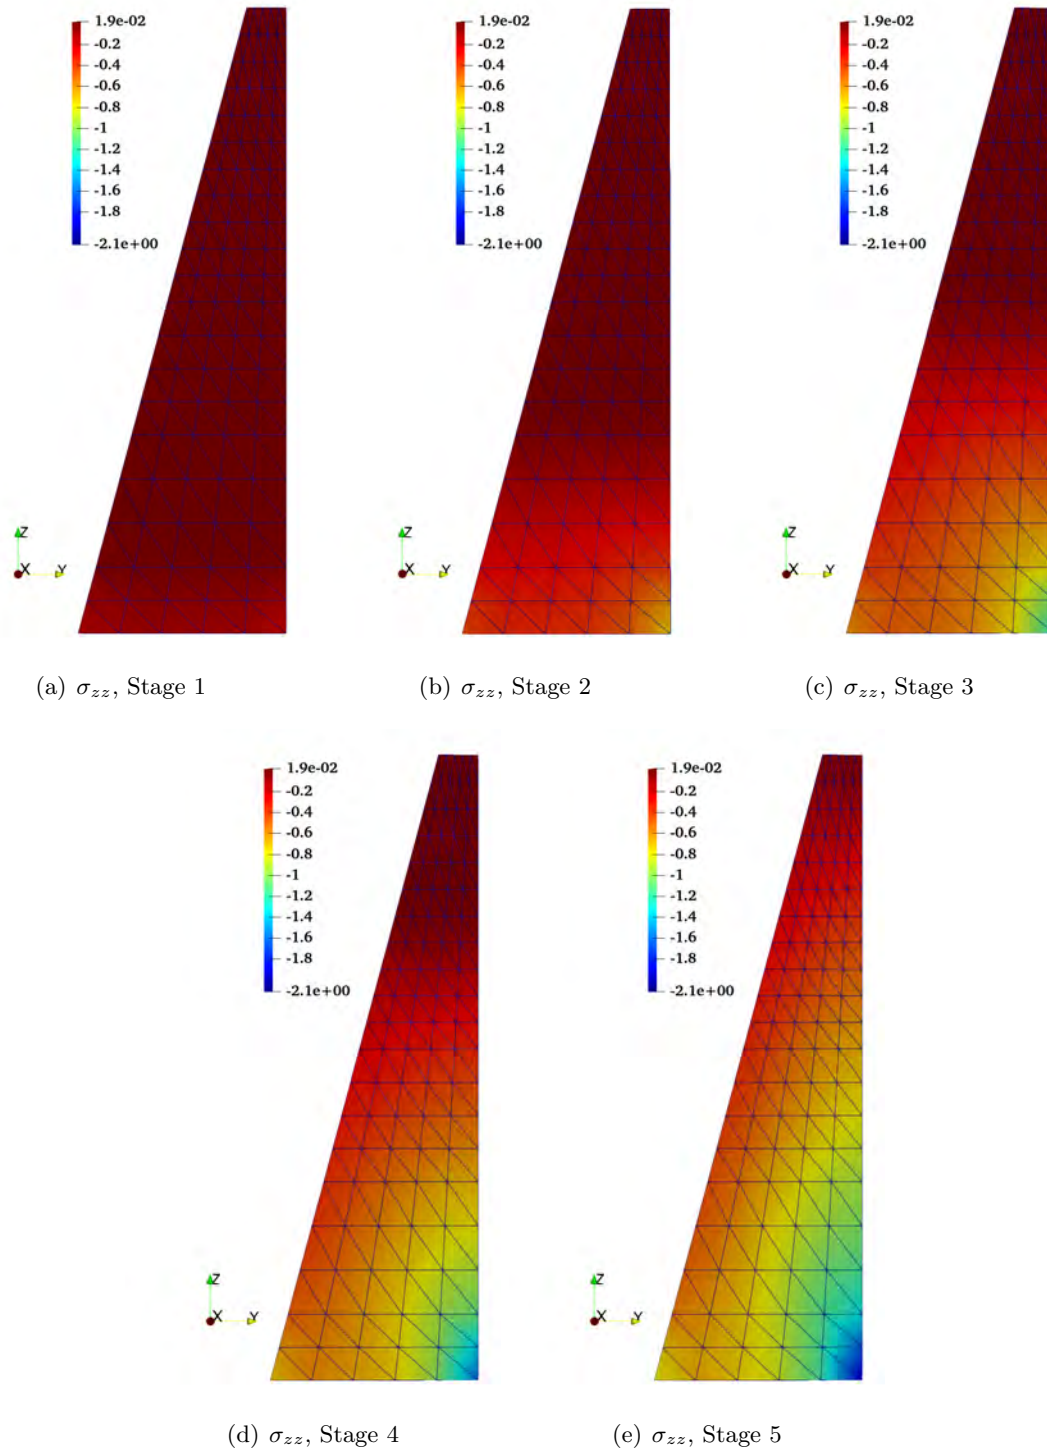 1.9e-02
-0.2
-0.4
-0.6
-0.8
-1
-1.2
-1.4
-1.6
-1.8
-2.1e+00
Z
X
Y
(a) σzz, Stage 1
1.9e-02
-0.2
-0.4
-0.6
-0.8
-1
-1.2
-1.4
-1.6
-1.8
-2.1e+00
Z
X
Y
(b) σzz, Stage 2
1.9e-02
-0.2
-0.4
-0.6
-0.8
-1
-1.2
-1.4
-1.6
-1.8
-2.1e+00
Z
X
Y
(c) σzz, Stage 3
1.9e-02
-0.2
-0.4
-0.6
-0.8
-1
-1.2
-1.4
-1.6
-1.8
-2.1e+00
Z
X
Y
(d) σzz, Stage 4
1.9e-02
-0.2
-0.4
-0.6
-0.8
-1
-1.2
-1.4
-1.6
-1.8
-2.1e+00
Z
X
Y
(e) σzz, Stage 5